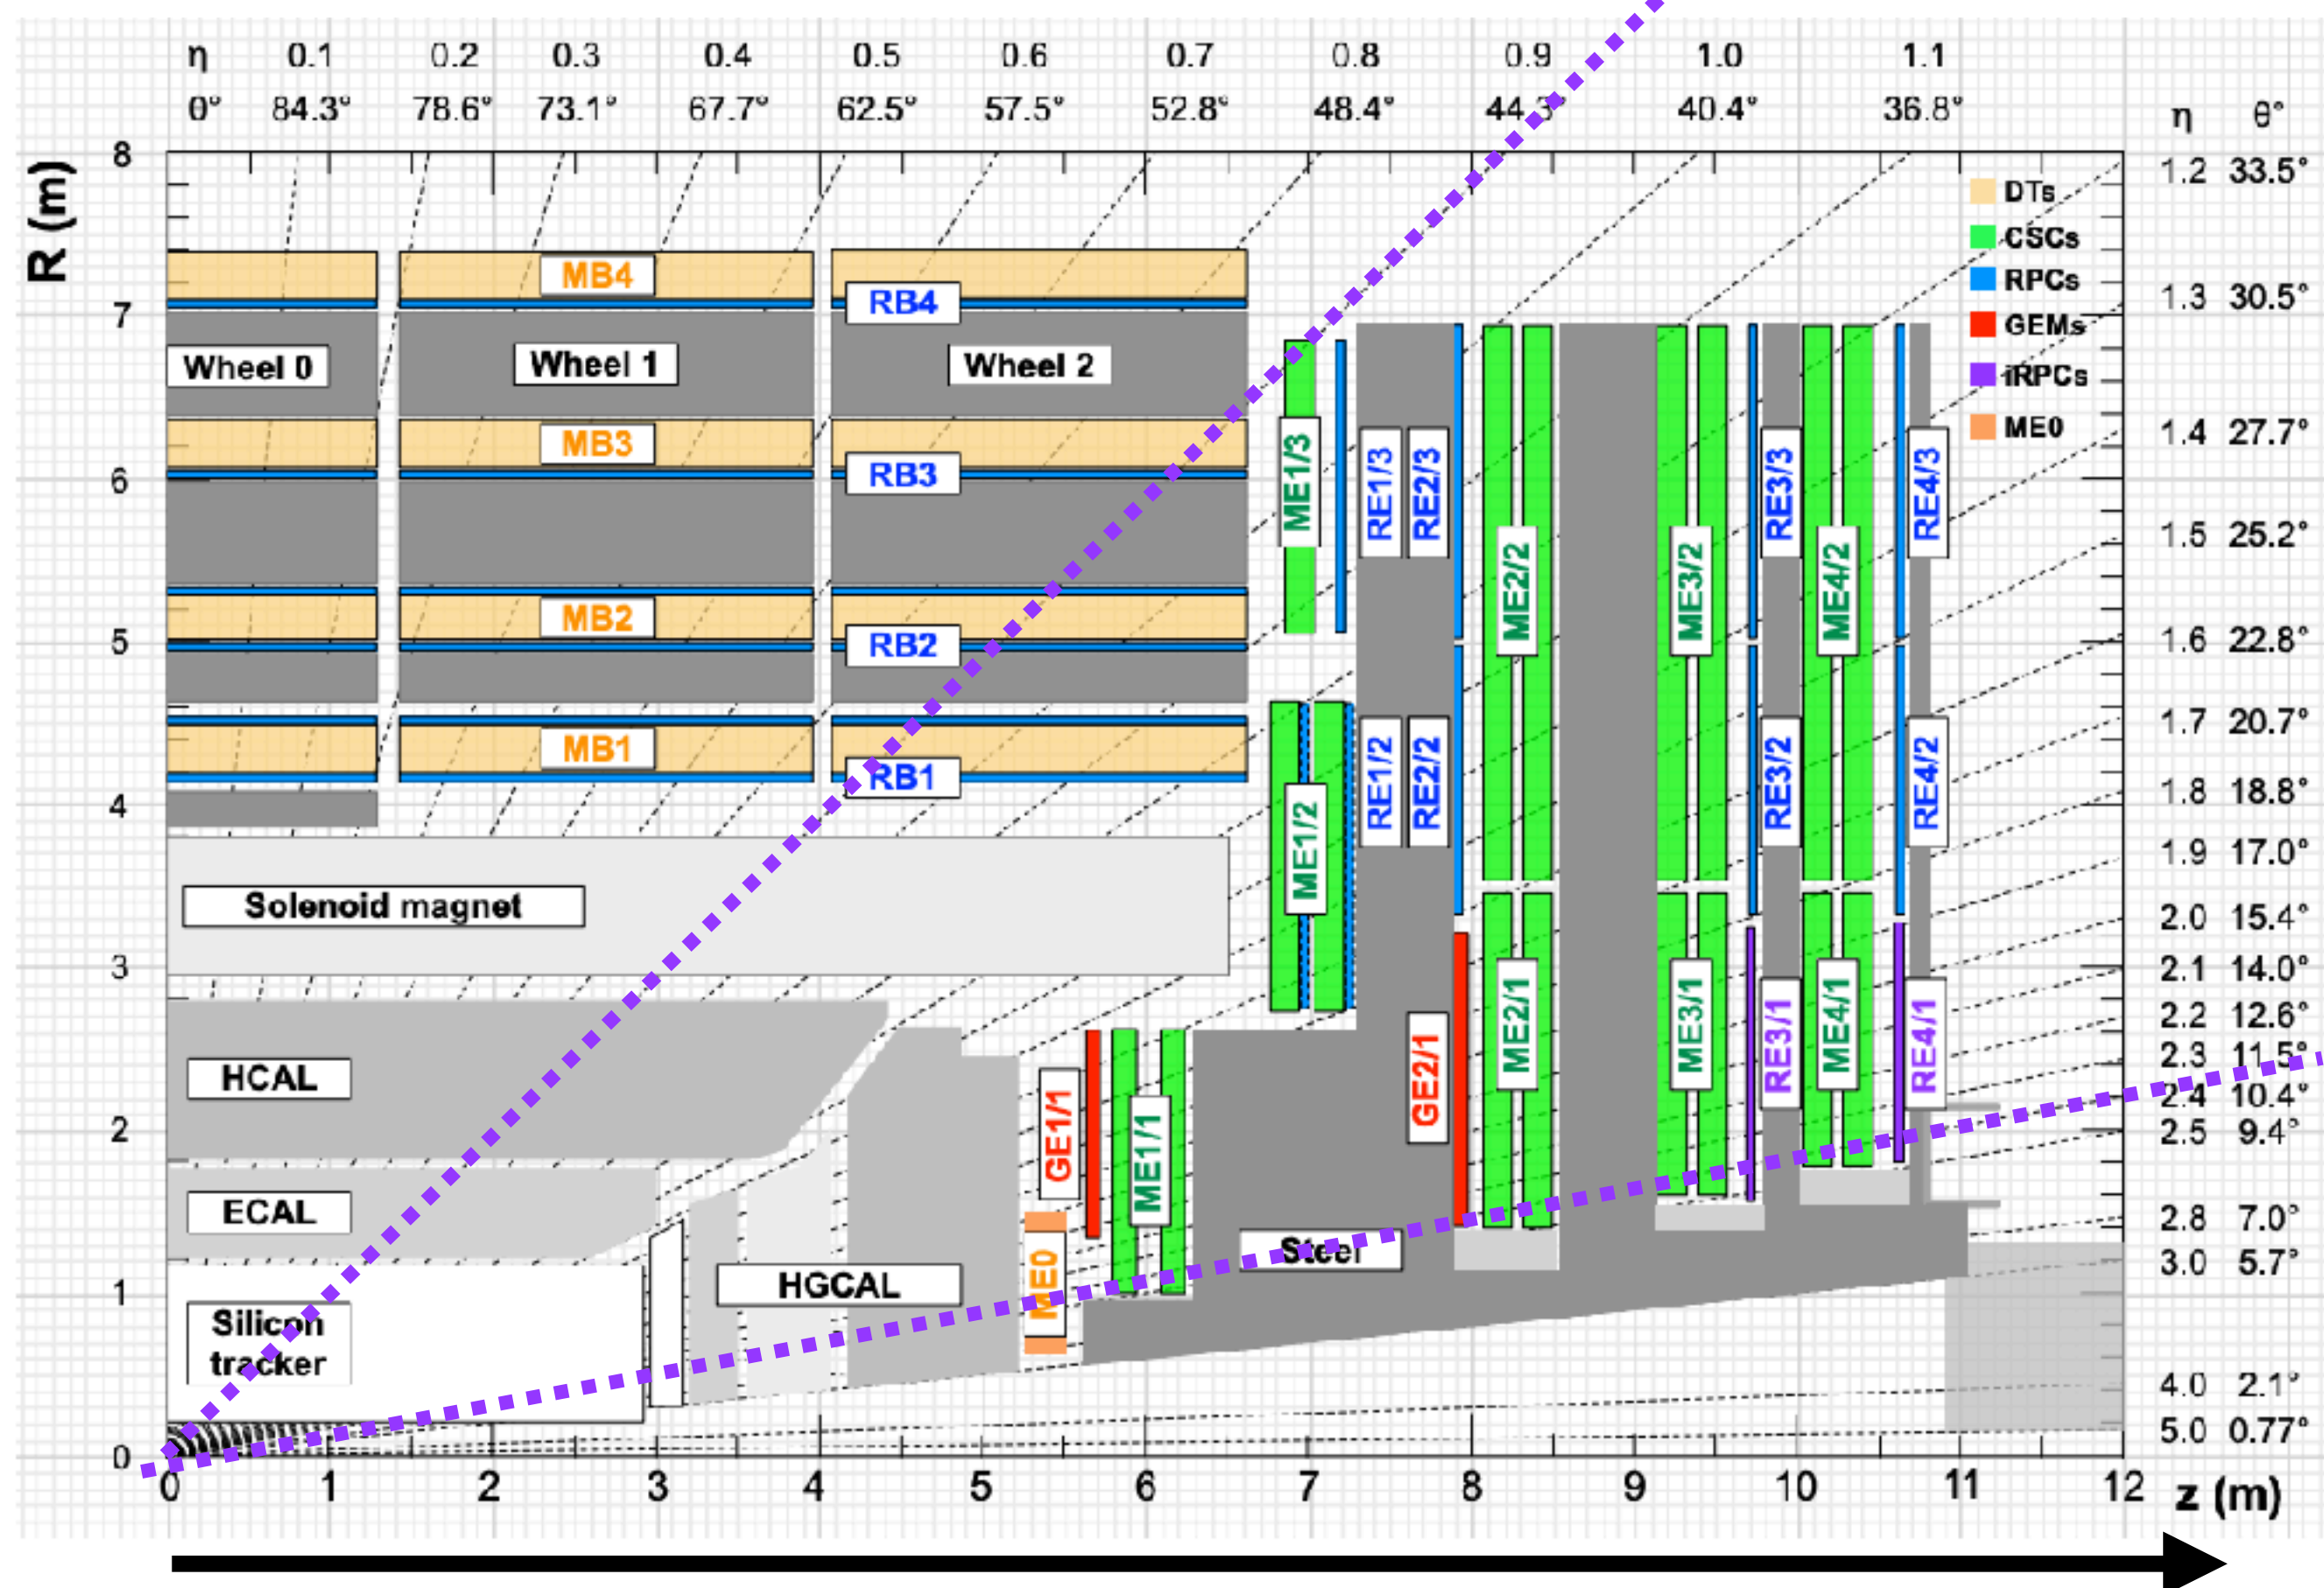 η 0.1 0.2 0.3 0.4 0.5 0.6 0.7 0.8 0.9 1.0 1.1
θ° 84.3° 78.6° 73.1° 67.7° 62.5° 57.5° 52.8° 48.4° 44.3° 40.4° 36.8°
η θ°
R (m)
8
7
6
5
4
3
2
1
0
1.2 33.5°
1.3 30.5°
1.4 27.7°
1.5 25.2°
1.6 22.8°
1.7 20.7°
1.8 18.8°
1.9 17.0°
2.0 15.4°
2.1 14.0°
2.2 12.6°
2.3 11.5°
2.4 10.4°
2.5 9.4°
2.8 7.0°
3.0 5.7°
4.0 2.1°
5.0 0.77°
DTs
CSCs
RPCs
GEMs
iRPCs
ME0
MB4
RB4
Wheel 0
Wheel 1
Wheel 2
MB3
RB3
MB2
RB2
MB1
RB1
ME1/3
RE1/3
RE2/3
ME2/2
ME3/2
RE3/3
ME4/2
RE4/3
ME1/2
RE1/2
RE2/2
RE3/2
RE4/2
Solenoid magnet
HCAL
ECAL
Silicon
tracker
HGCAL
GE1/1
ME1/1
ME0
Steel
GE2/1
ME2/1
ME3/1
RE3/1
ME4/1
RE4/1
0 1 2 3 4 5 6 7 8 9 10 11 12 z (m)